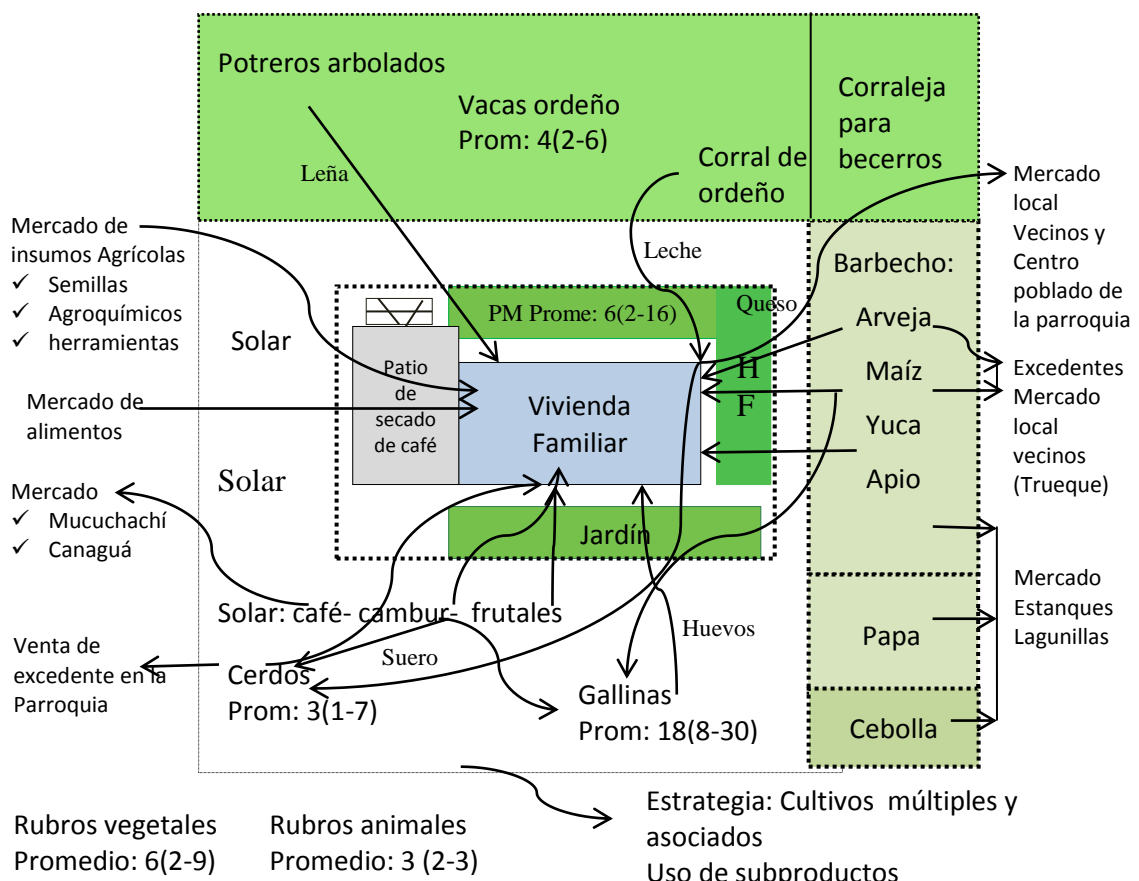 Potreros arbolados
Vacas ordeño
Prom: 4(2-6)
Corral de
ordeño
Corraleja
para
becerros
Leña
Leche
Mercado de
insumos Agrícolas
✓ Semillas
✓ Agroquímicos
✓ herramientas
Mercado de
alimentos
Mercado
✓ Mucuchachí
✓ Canaguá
Venta de
excedente en la
Parroquia
Solar
Solar
Patio
de
secado
de café
PM Prome: 6(2-16)
Queso
H
F
Vivienda
Familiar
Jardín
Solar: café- cambur- frutales
Suero
Huevos
Cerdos
Prom: 3(1-7)
Gallinas
Prom: 18(8-30)
Barbecho:
Arveja
Maíz
Yuca
Apio
Papa
Cebolla
Mercado
local
Vecinos y
Centro
poblado de
la parroquia
Excedentes
Mercado
local
vecinos
(Trueque)
Mercado
Estanques
Lagunillas
Rubros vegetales
Promedio: 6(2-9)
Rubros animales
Promedio: 3 (2-3)
Estrategia: Cultivos múltiples y
asociados
Uso de subproductos